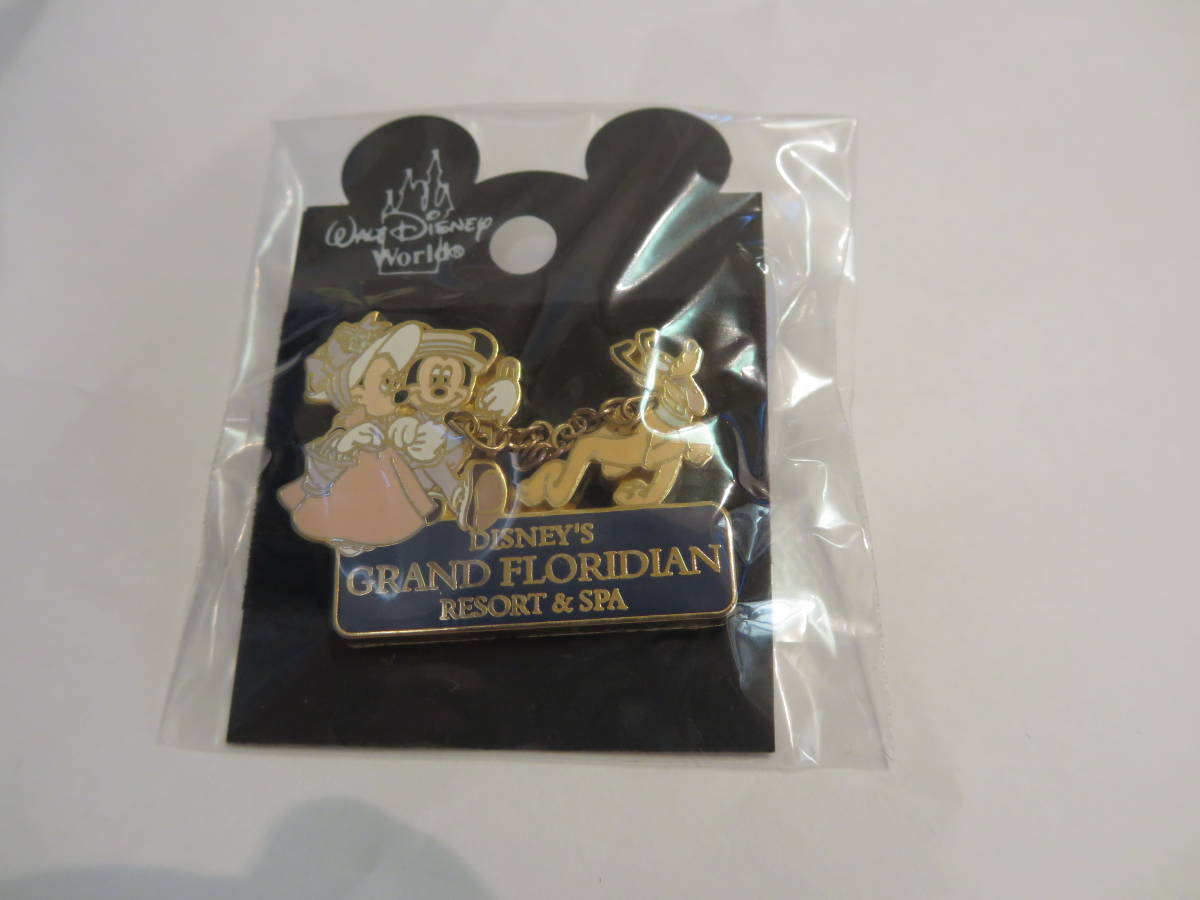 WALT DISNEY
World®
DISNEY'S
GRAND FLORIDIAN
RESORT & SPA